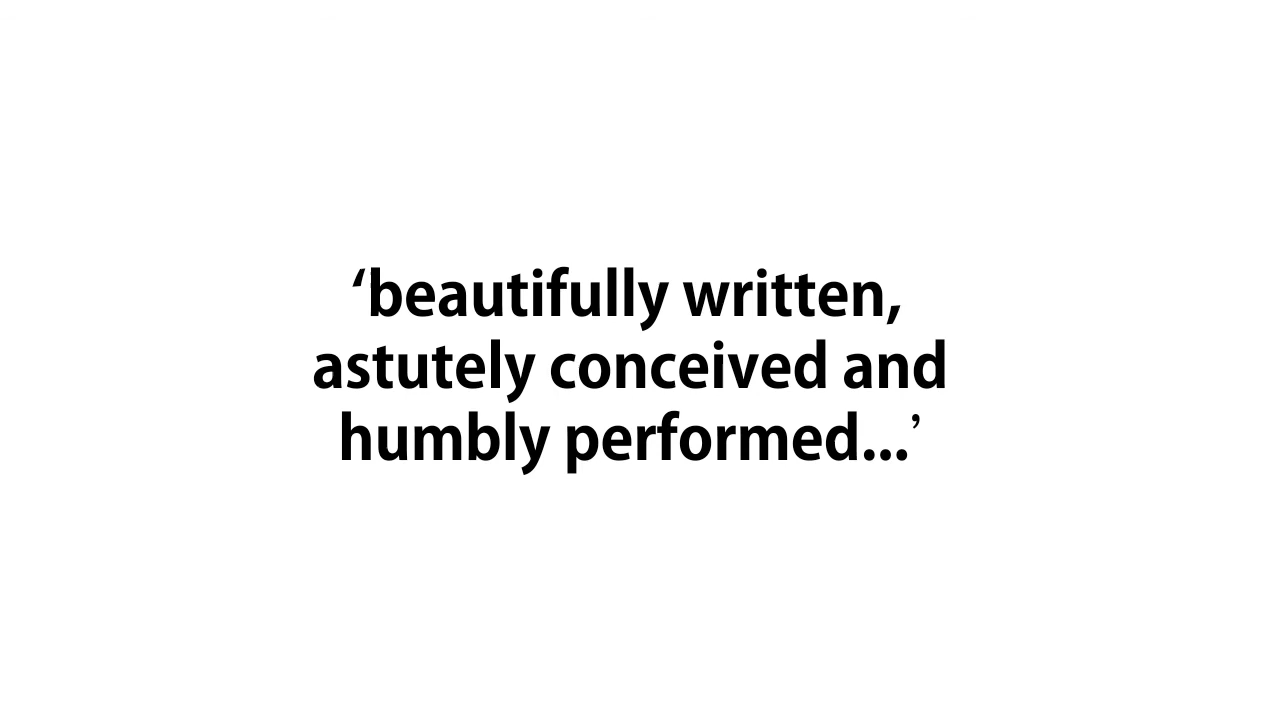 ‘beautifully written,
astutely conceived and
humbly performed...’